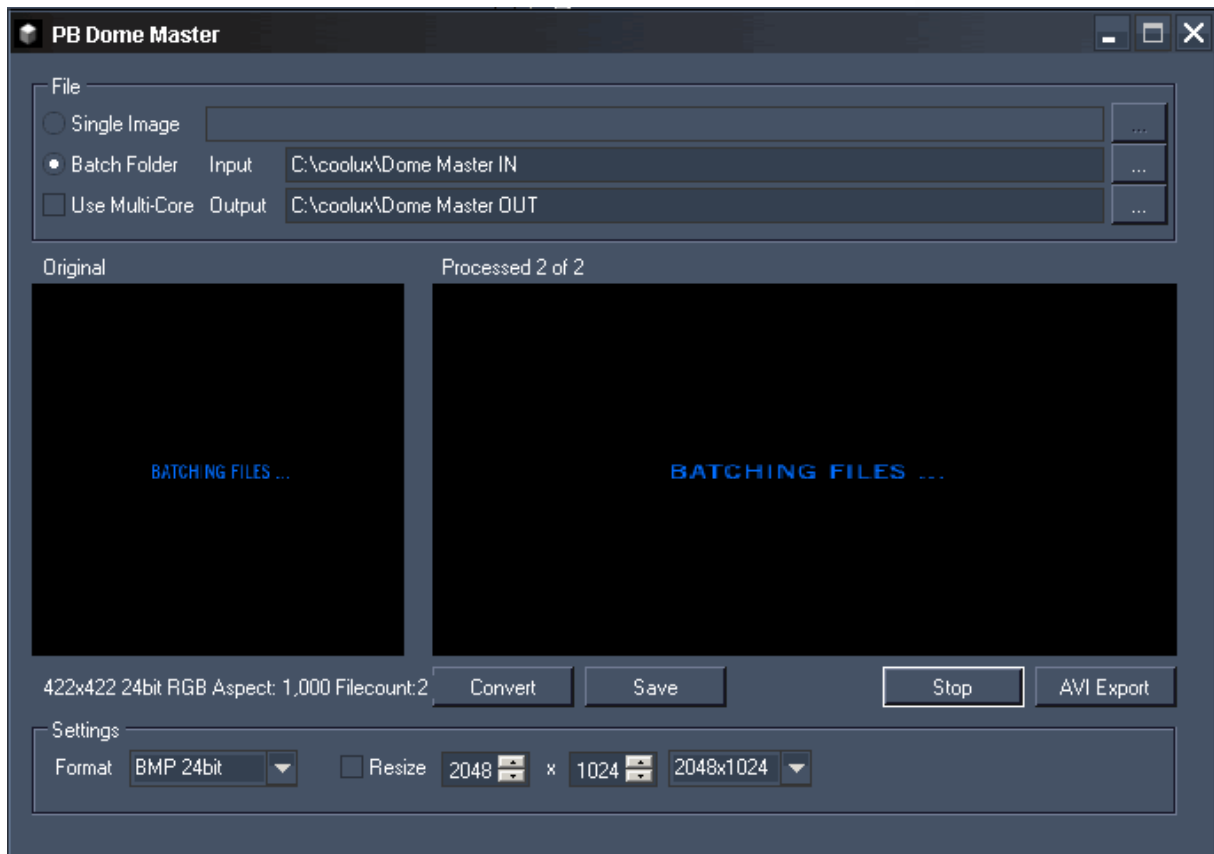 PB Dome Master
File
Single Image ...
Batch Folder Input C:\coolux\Dome Master IN ...
Use Multi-Core Output C:\coolux\Dome Master OUT ...
Original Processed 2 of 2
BATCHING FILES ... BATCHING FILES ...
422x422 24bit RGB Aspect: 1,000 Filecount:2 Convert Save Stop AVI Export
Settings
Format BMP 24bit Resize 2048 x 1024 2048x1024